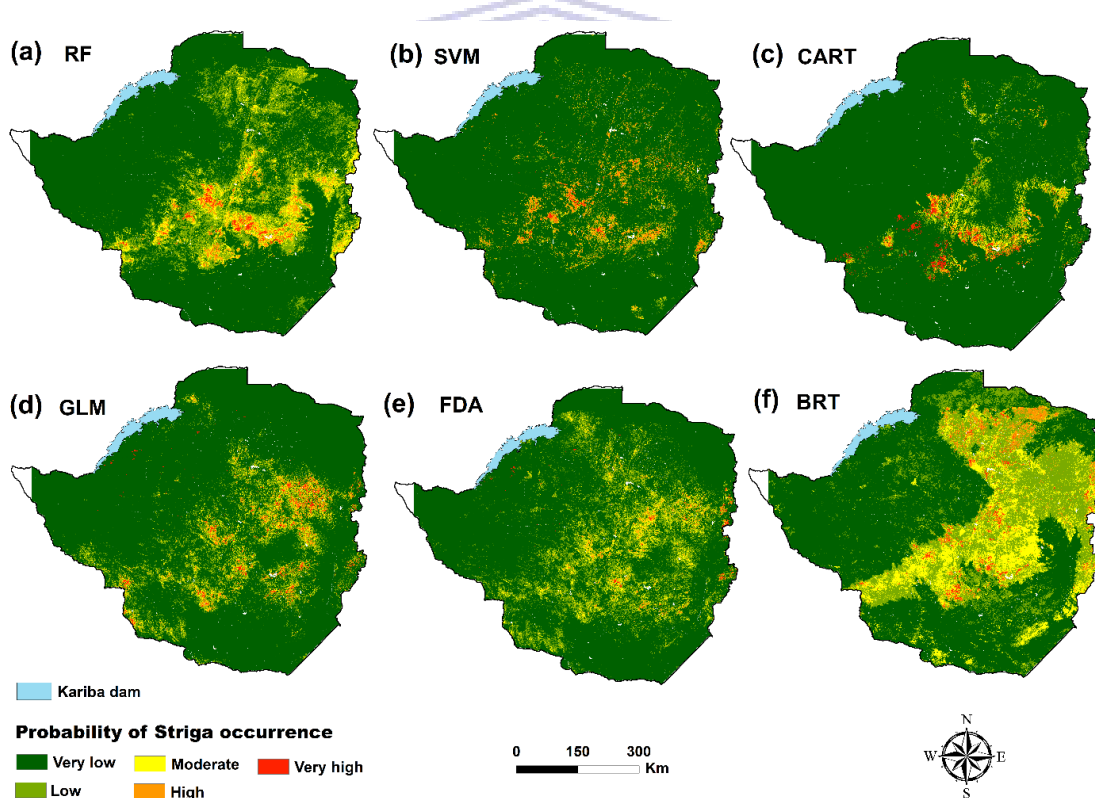 (a) RF
(b) SVM
(c) CART
(d) GLM
(e) FDA
(f) BRT
Kariba dam
Probability of Striga occurrence
Very low Moderate Very high
Low High
0 150 300
Km
N
W E
S